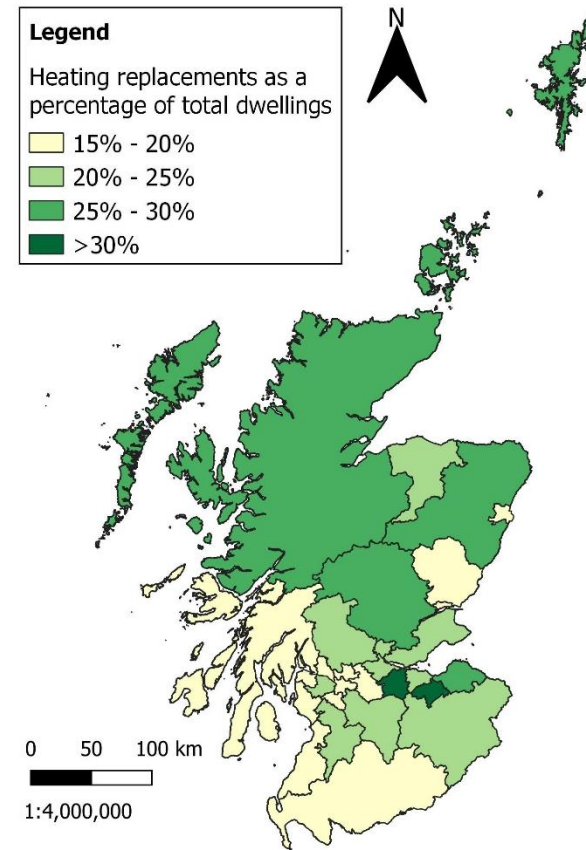 Legend
Heating replacements as a
percentage of total dwellings
15% - 20%
20% - 25%
25% - 30%
>30%
N
0 50 100 km
1:4,000,000